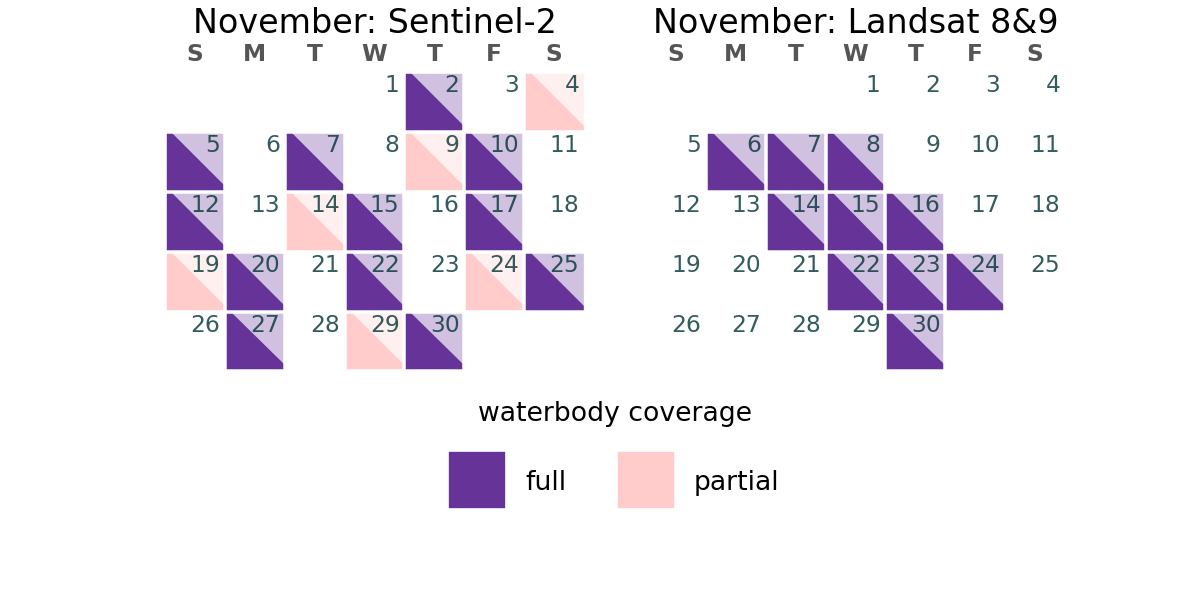 November: Sentinel-2
S M T W T F S
1 2 3 4
5 6 7 8 9 10 11
12 13 14 15 16 17 18
19 20 21 22 23 24 25
26 27 28 29 30
November: Landsat 8&9
S M T W T F S
1 2 3 4
5 6 7 8 9 10 11
12 13 14 15 16 17 18
19 20 21 22 23 24 25
26 27 28 29 30
waterbody coverage
full partial